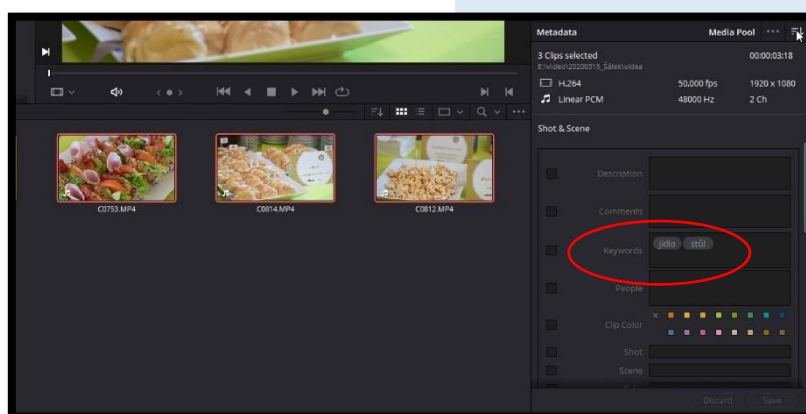 Metadata Media Pool •••
3 Clips selected 00:00:03:18
E:\video\20200315_Šálek\videa
H.264 50.000 fps 1920 x 1080
Linear PCM 48000 Hz 2 Ch
Shot & Scene
Description
Comments
Keywords jídlo stůl
People
Clip Color
Shot
Scene
C0753.MP4 C0814.MP4 C0812.MP4
Discard Save